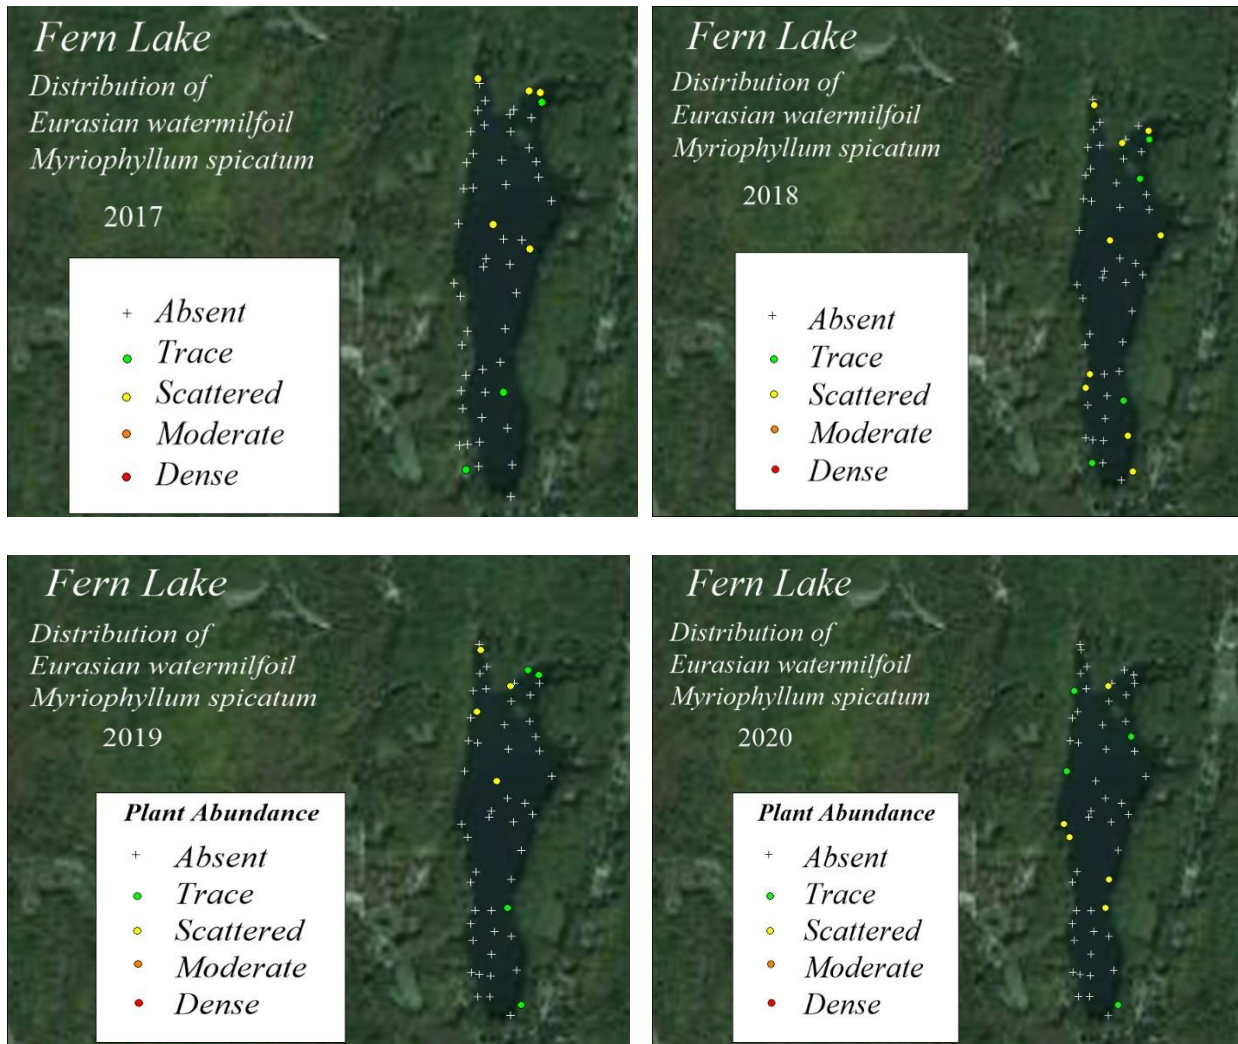 Fern Lake
Distribution of
Eurasian watermilfoil
Myriophyllum spicatum
2017
Absent
Trace
Scattered
Moderate
Dense
Fern Lake
Distribution of
Eurasian watermilfoil
Myriophyllum spicatum
2018
Absent
Trace
Scattered
Moderate
Dense
Fern Lake
Distribution of
Eurasian watermilfoil
Myriophyllum spicatum
2019
Plant Abundance
Absent
Trace
Scattered
Moderate
Dense
Fern Lake
Distribution of
Eurasian watermilfoil
Myriophyllum spicatum
2020
Plant Abundance
Absent
Trace
Scattered
Moderate
Dense